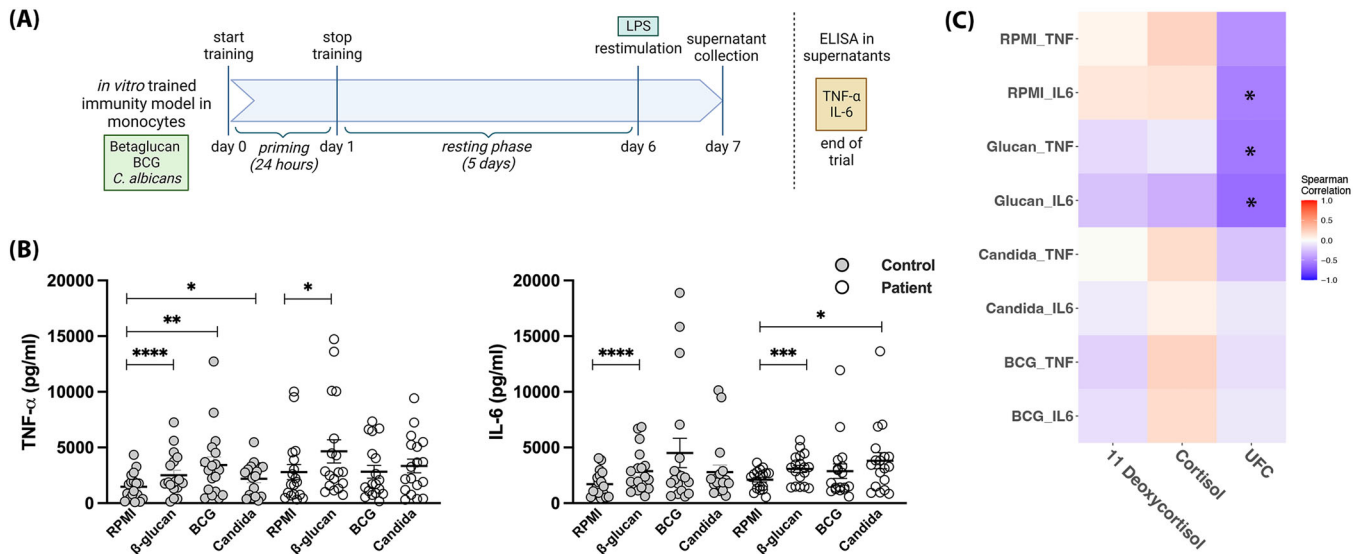 (A)
start
training
stop
training
LPS
restimulation
supernatant
collection
ELISA in
supernatants
in vitro trained
immunity model in
monocytes
Betaglucan
BCG
C. albicans
TNF-α
IL-6
day 0
priming
(24 hours)
day 1
resting phase
(5 days)
day 6
day 7
end of
trial
(B)
TNF-α (pg/ml)
20000
15000
10000
5000
0
*
**
****
*
RPMI
β-glucan
BCG
Candida
RPMI
β-glucan
BCG
Candida
IL-6 (pg/ml)
20000
15000
10000
5000
0
Control
Patient
****
***
*
RPMI
β-glucan
BCG
Candida
RPMI
β-glucan
BCG
Candida
(C)
RPMI_TNF
RPMI_IL6
*
Glucan_TNF
*
Glucan_IL6
*
Candida_TNF
Candida_IL6
BCG_TNF
BCG_IL6
11 Deoxycortisol
Cortisol
UFC
Spearman
Correlation
1.0
0.5
0.0
−0.5
−1.0